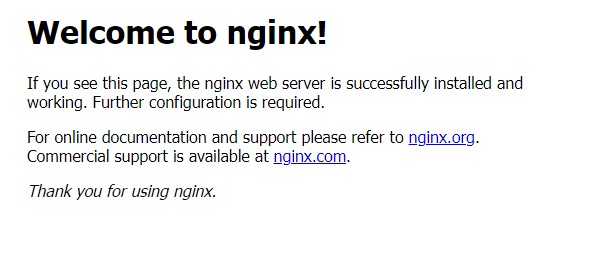 Welcome to nginx!
If you see this page, the nginx web server is successfully installed and
working. Further configuration is required.
For online documentation and support please refer to nginx.org.
Commercial support is available at nginx.com.
Thank you for using nginx.